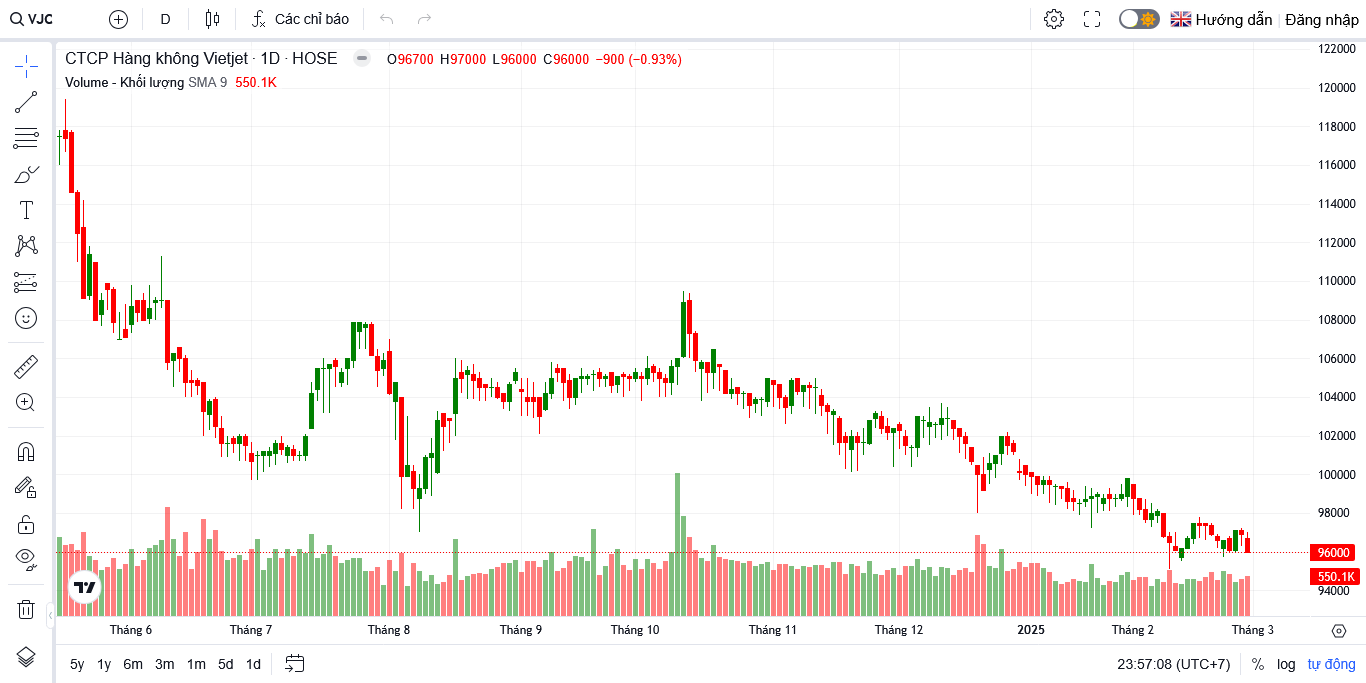 VJC D Các chỉ báo Hướng dẫn Đăng nhập
CTCP Hàng không Vietjet · 1D · HOSE O96700 H97000 L96000 C96000 −900 (−0.93%)
Volume - Khối lượng SMA 9 550.1K
122000
120000
118000
116000
114000
112000
110000
108000
106000
104000
102000
100000
98000
96000
550.1K
94000
Tháng 6 Tháng 7 Tháng 8 Tháng 9 Tháng 10 Tháng 11 Tháng 12 2025 Tháng 2 Tháng 3
5y 1y 6m 3m 1m 5d 1d 23:57:08 (UTC+7) % log tự động